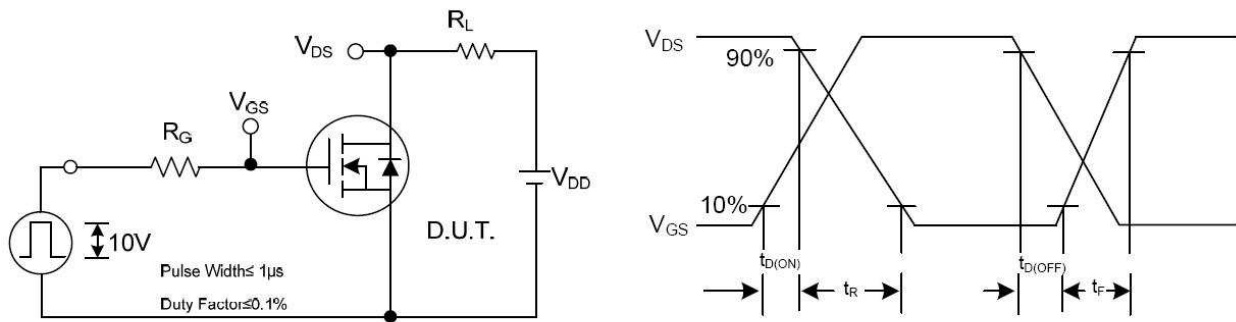 V_DS
R_L
V_GS
R_G
V_DD
10V
D.U.T.
Pulse Width≤ 1μs
Duty Factor≤0.1%
V_DS
90%
10%
V_GS
t_D(ON)
t_R
t_D(OFF)
t_F